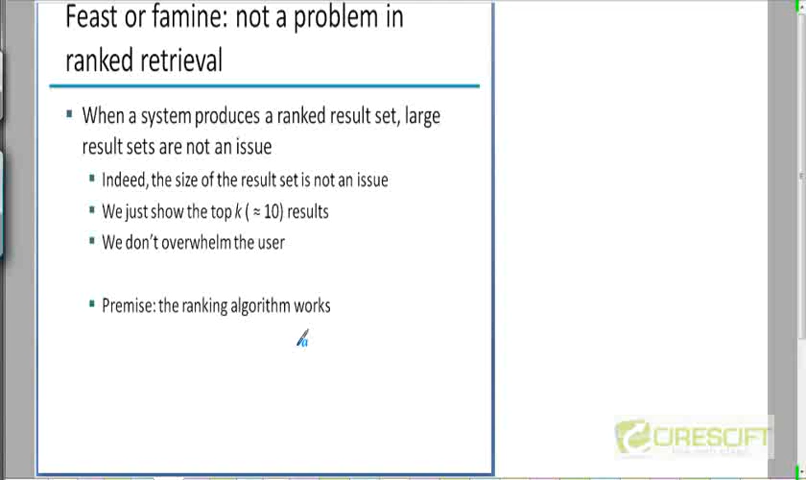 Feast or famine: not a problem in
ranked retrieval
When a system produces a ranked result set, large
result sets are not an issue
Indeed, the size of the result set is not an issue
We just show the top k ( ≈ 10) results
We don't overwhelm the user
Premise: the ranking algorithm works